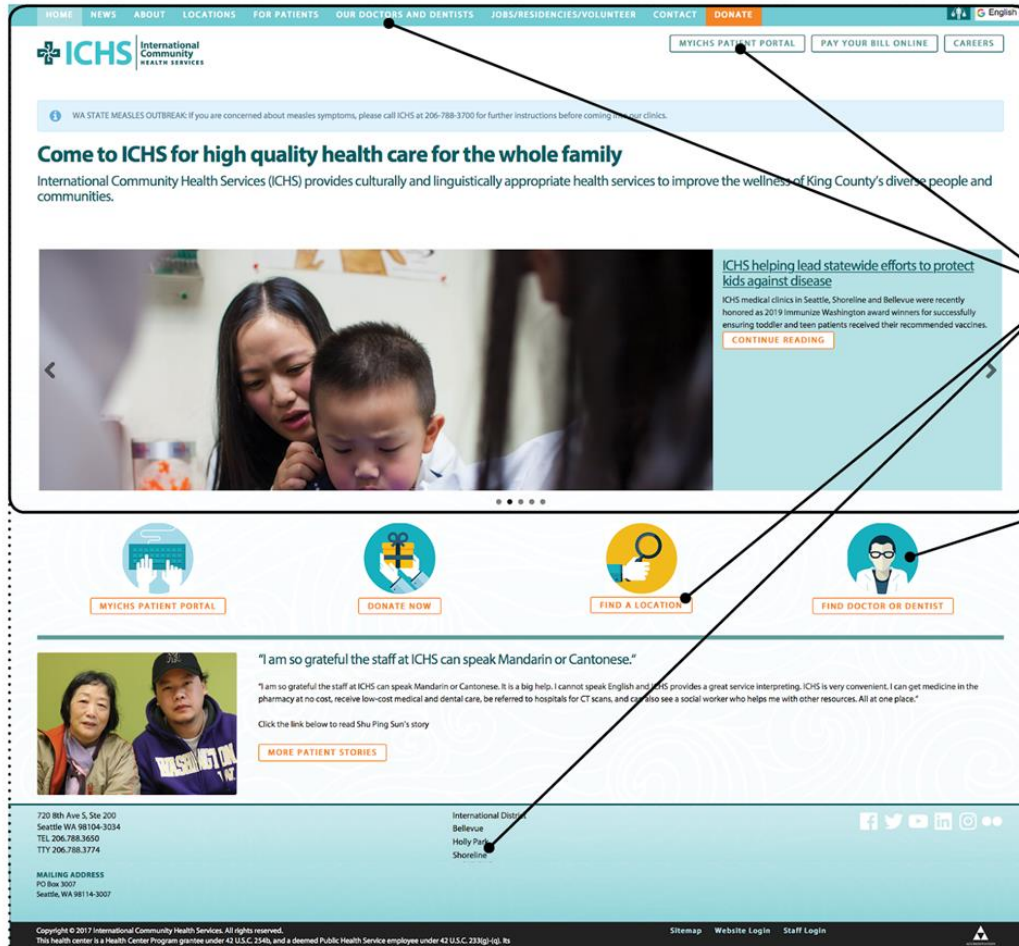 HOME NEWS ABOUT LOCATIONS FOR PATIENTS OUR DOCTORS AND DENTISTS JOBS/RESIDENCIES/VOLUNTEER CONTACT DONATE English
ICHS International
Community
HEALTH SERVICES
MYICHS PATIENT PORTAL PAY YOUR BILL ONLINE CAREERS
WA STATE MEASLES OUTBREAK: If you are concerned about measles symptoms, please call ICHS at 206-788-3700 for further instructions before coming into our clinics.
Come to ICHS for high quality health care for the whole family
International Community Health Services (ICHS) provides culturally and linguistically appropriate health services to improve the wellness of King County's diverse people and
communities.
ICHS helping lead statewide efforts to protect
kids against disease
ICHS medical clinics in Seattle, Shoreline and Bellevue were recently
honored as 2019 Immunize Washington award winners for successfully
ensuring toddler and teen patients received their recommended vaccines.
CONTINUE READING
MYICHS PATIENT PORTAL DONATE NOW FIND A LOCATION FIND DOCTOR OR DENTIST
"I am so grateful the staff at ICHS can speak Mandarin or Cantonese."
"I am so grateful the staff at ICHS can speak Mandarin or Cantonese. It is a big help. I cannot speak English and ICHS provides a great service interpreting. ICHS is very convenient. I can get medicine in the
pharmacy at no cost, receive low-cost medical and dental care, be referred to hospitals for CT scans, and can also see a social worker who helps me with other resources. All at one place."
Click the link below to read Shu Ping Sun's story
MORE PATIENT STORIES
WASHINGTON
720 8th Ave S, Ste 200
Seattle WA 98104-3034
TEL 206.788.3650
TTY 206.788.3774
MAILING ADDRESS
PO Box 3007
Seattle, WA 98114-3007
International District
Bellevue
Holly Park
Shoreline
Copyright © 2017 International Community Health Services. All rights reserved.
This health center is a Health Center Program grantee under 42 U.S.C. 254b, and a deemed Public Health Service employee under 42 U.S.C. 233(g)-(q). Its
Sitemap Website Login Staff Login